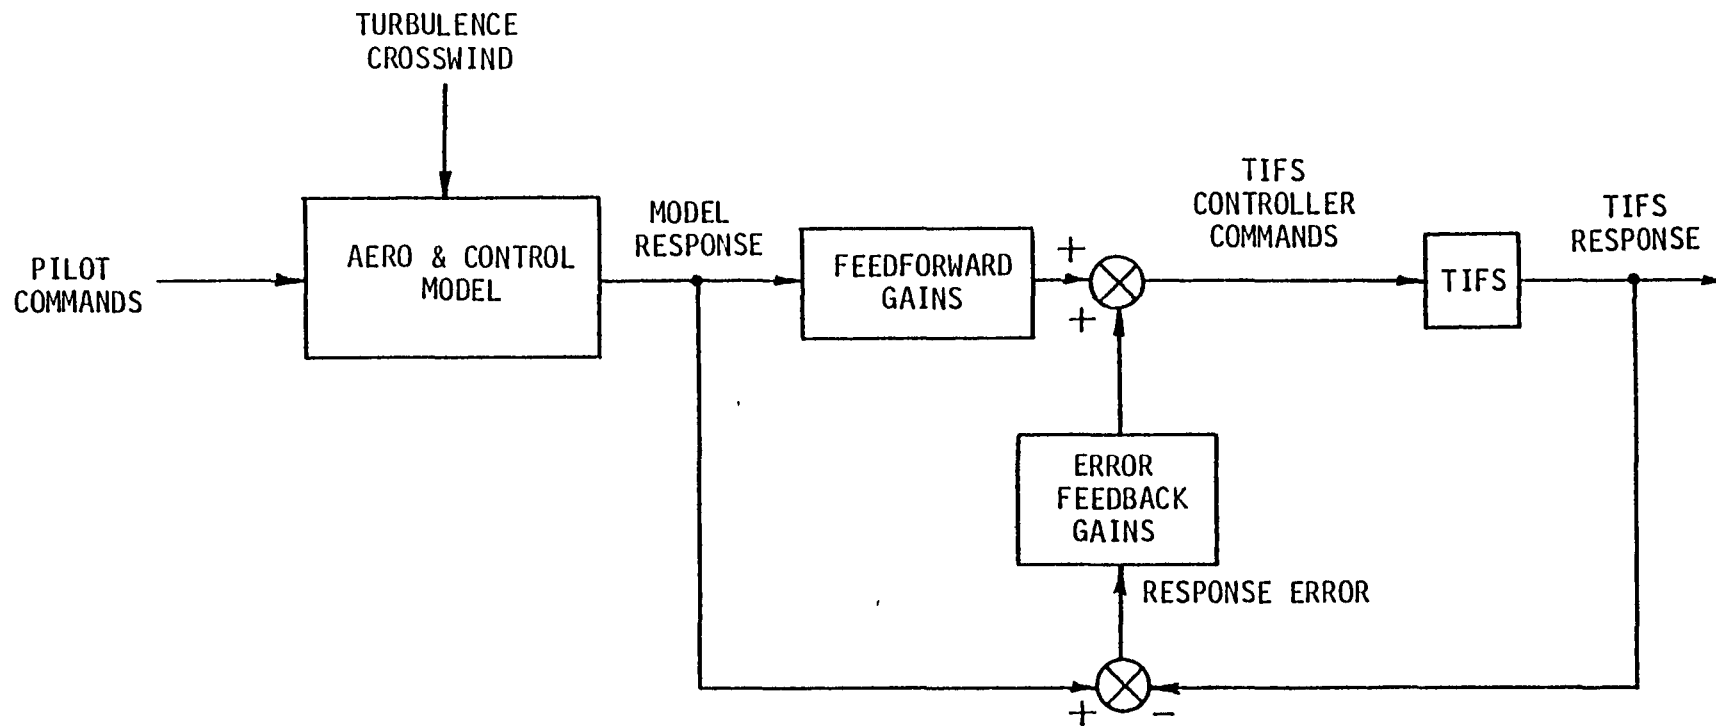 TURBULENCE
CROSSWIND
PILOT
COMMANDS
AERO & CONTROL
MODEL
MODEL
RESPONSE
FEEDFORWARD
GAINS
+
+
TIFS
CONTROLLER
COMMANDS
TIFS
TIFS
RESPONSE
ERROR
FEEDBACK
GAINS
RESPONSE ERROR
+
-